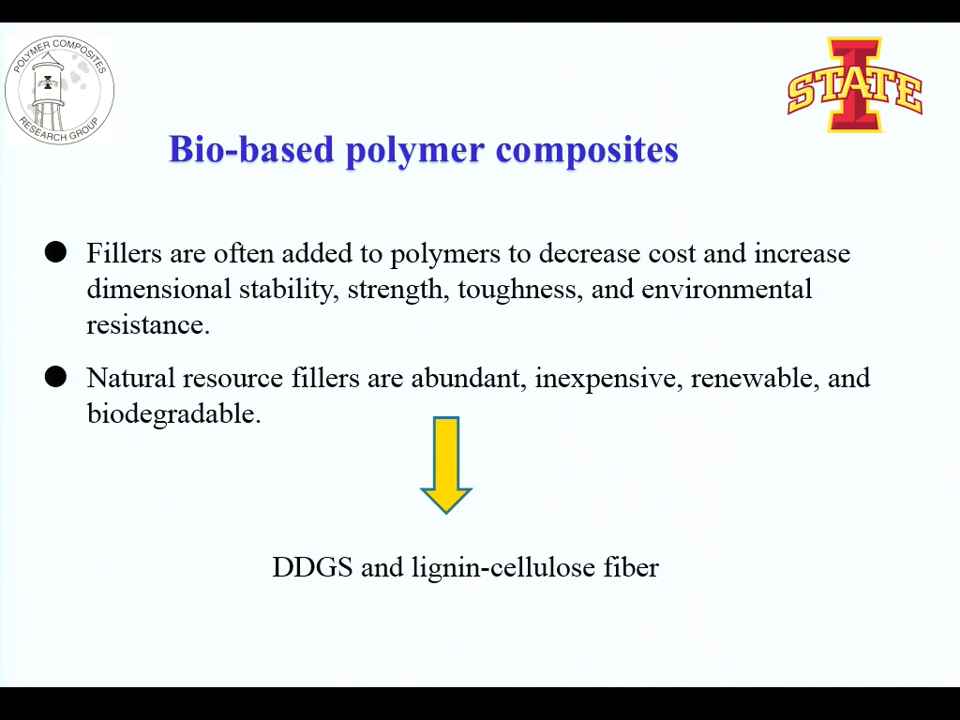 POLYMER COMPOSITES
RESEARCH GROUP
I
STATE
Bio-based polymer composites
● Fillers are often added to polymers to decrease cost and increase
dimensional stability, strength, toughness, and environmental
resistance.
● Natural resource fillers are abundant, inexpensive, renewable, and
biodegradable.
DDGS and lignin-cellulose fiber